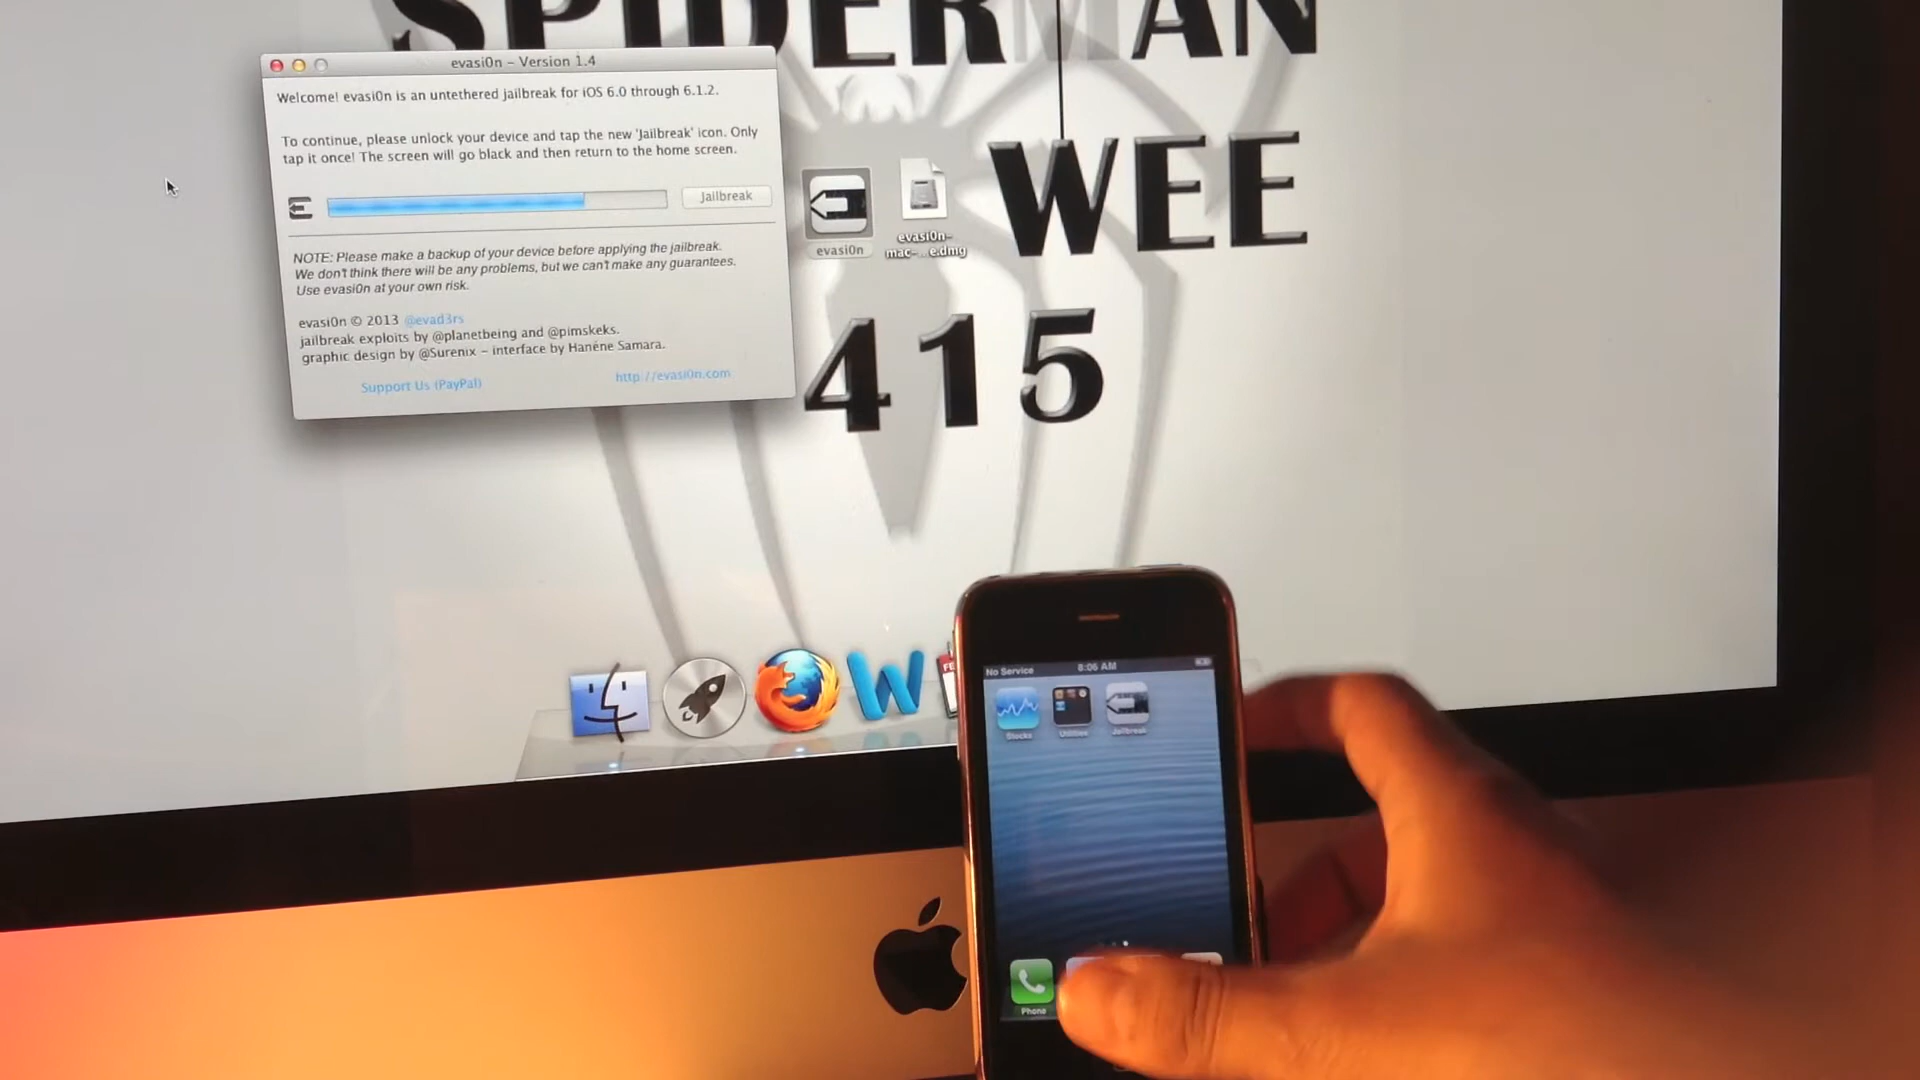 SPIDERMAN
WEE
415
evasi0n – Version 1.4
Welcome! evasi0n is an untethered jailbreak for iOS 6.0 through 6.1.2.
To continue, please unlock your device and tap the new 'Jailbreak' icon. Only
tap it once! The screen will go black and then return to the home screen.
Jailbreak
NOTE: Please make a backup of your device before applying the jailbreak.
We don't think there will be any problems, but we can't make any guarantees.
Use evasi0n at your own risk.
evasi0n © 2013 @evad3rs
jailbreak exploits by @planetbeing and @pimskeks.
graphic design by @Surenix – interface by Hanéne Samara.
Support Us (PayPal)
http://evasi0n.com
evasi0n
evasi0n-
mac-...e.dmg
W
FE
No Service
8:06 AM
Stocks
Utilities
Jailbreak
Phone